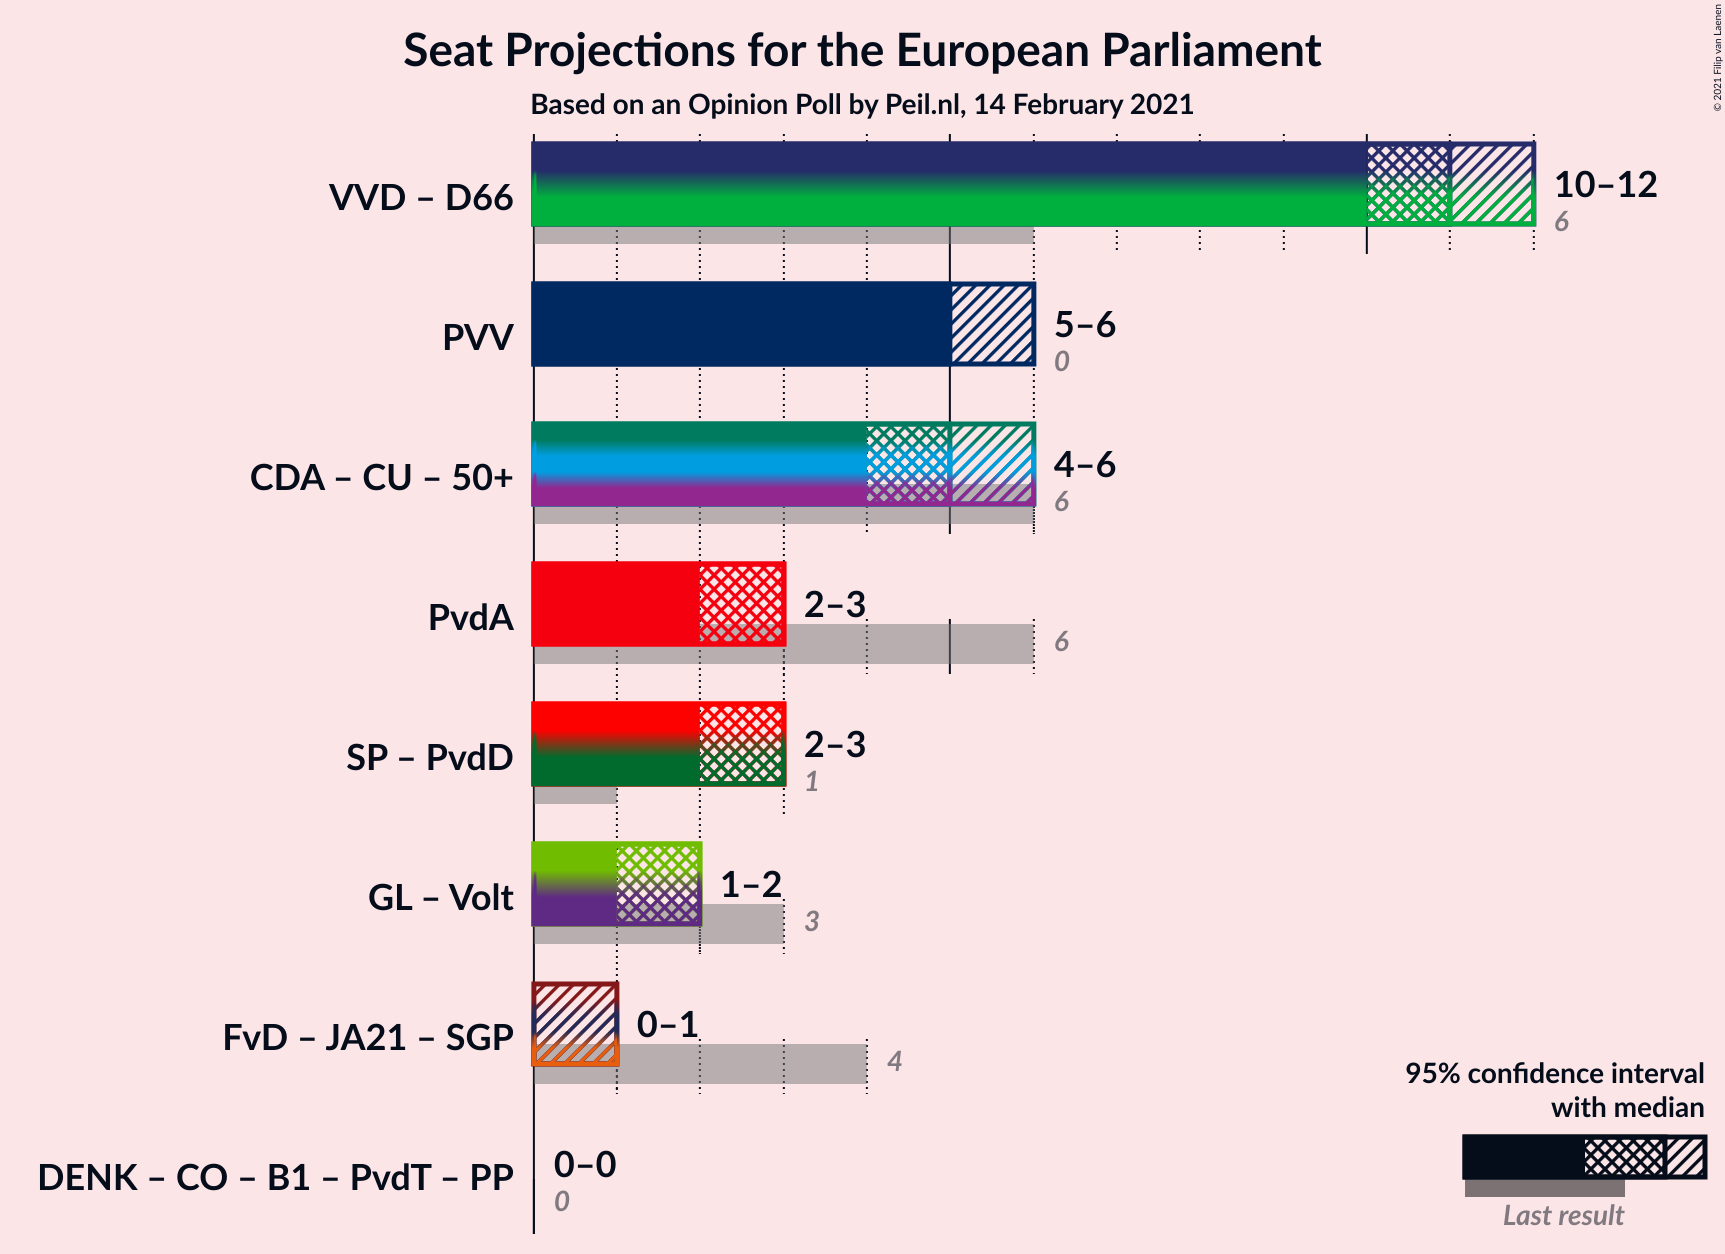 Seat Projections for the European Parliament
Based on an Opinion Poll by Peil.nl, 14 February 2021
© 2021 Filip van Laenen
VVD – D66
10–12
6
PVV
5–6
0
CDA – CU – 50+
4–6
6
PvdA
2–3
6
SP – PvdD
2–3
1
GL – Volt
1–2
3
FvD – JA21 – SGP
0–1
4
DENK – CO – B1 – PvdT – PP
0–0
0
95% confidence interval
with median
Last result